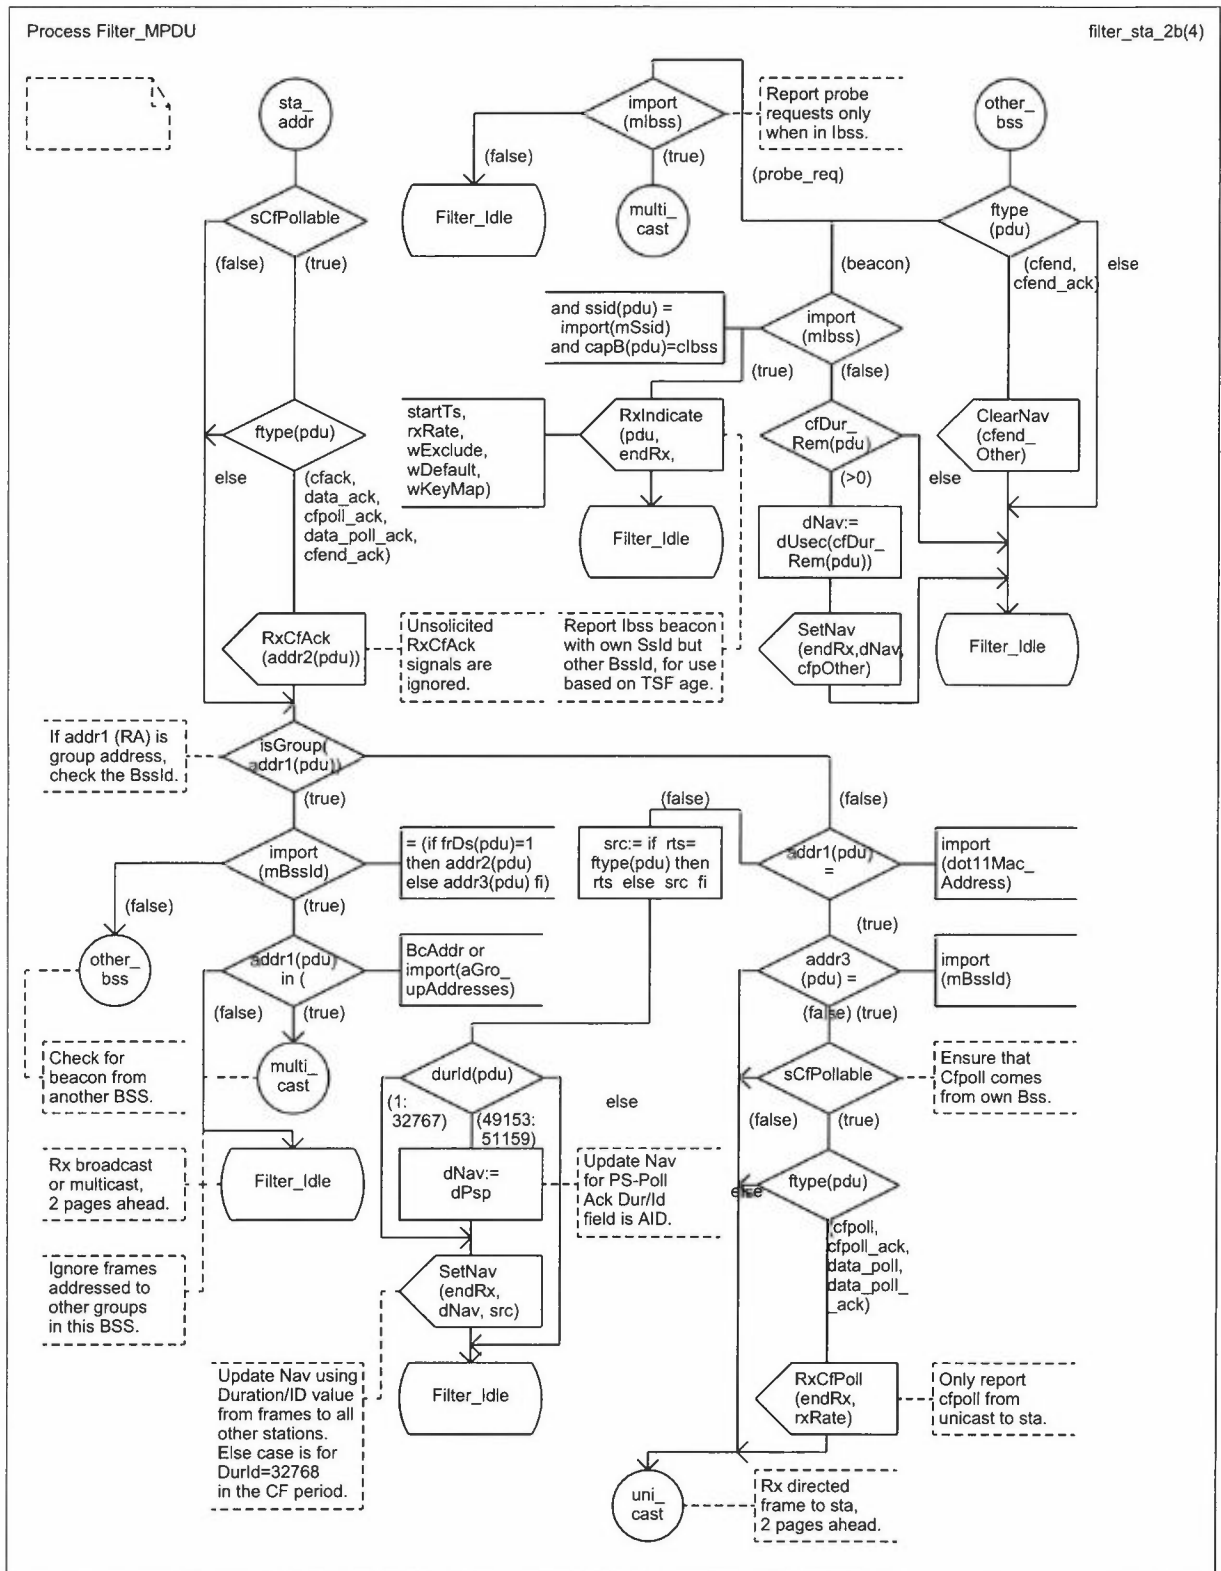 Process Filter_MPDU
filter_sta_2b(4)
sta_
addr
sCfPollable
(false)
(true)
ftype(pdu)
else
(cfack,
data_ack,
cfpoll_ack,
data_poll_ack,
cfend_ack)
RxCfAck
(addr2(pdu))
Unsolicited
RxCfAck
signals are
ignored.
import
(mIbss)
Report probe
requests only
when in Ibss.
(false)
(true)
(probe_req)
Filter_Idle
multi_
cast
other_
bss
ftype
(pdu)
(beacon)
(cfend,
cfend_ack)
else
and ssid(pdu) =
import(mSsid)
and capB(pdu)=cIbss
import
(mIbss)
(true)
(false)
startTs,
rxRate,
wExclude,
wDefault,
wKeyMap)
RxIndicate
(pdu,
endRx,
cfDur_
Rem(pdu)
ClearNav
(cfend_
Other)
(>0)
else
Filter_Idle
dNav:=
dUsec(cfDur_
Rem(pdu))
Report Ibss beacon
with own SsId but
other BssId, for use
based on TSF age.
SetNav
(endRx,dNav,
cfpOther)
Filter_Idle
If addr1 (RA) is
group address,
check the BssId.
isGroup(
addr1(pdu))
(true)
(false)
(false)
import
(mBssId)
= (if frDs(pdu)=1
then addr2(pdu)
else addr3(pdu) fi)
src:= if rts=
ftype(pdu) then
rts else src fi
addr1(pdu)
=
import
(dot11Mac_
Address)
(false)
(true)
(true)
other_
bss
addr1(pdu)
in (
BcAddr or
import(aGro_
upAddresses)
addr3
(pdu) =
import
(mBssId)
(false)
(true)
(false)
(true)
Check for
beacon from
another BSS.
multi_
cast
durId(pdu)
sCfPollable
Ensure that
Cfpoll comes
from own Bss.
(1:
32767)
(49153:
51159)
else
(false)
(true)
Rx broadcast
or multicast,
2 pages ahead.
Filter_Idle
dNav:=
dPsp
Update Nav
for PS-Poll
Ack Dur/Id
field is AID.
ftype(pdu)
else
(cfpoll,
cfpoll_ack,
data_poll,
data_poll_
_ack)
Ignore frames
addressed to
other groups
in this BSS.
SetNav
(endRx,
dNav, src)
Update Nav using
Duration/ID value
from frames to all
other stations.
Else case is for
DurId=32768
in the CF period.
Filter_Idle
RxCfPoll
(endRx,
rxRate)
Only report
cfpoll from
unicast to sta.
uni_
cast
Rx directed
frame to sta,
2 pages ahead.